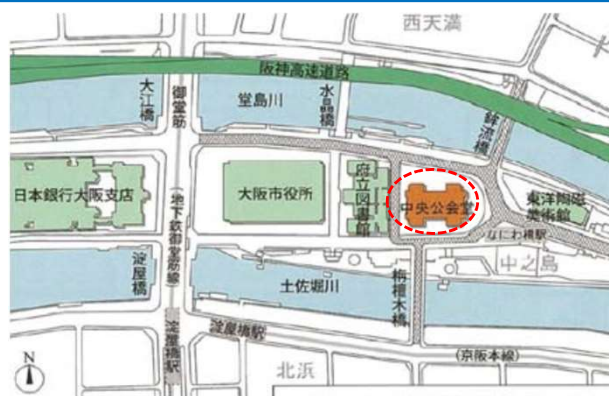 西天満
阪神高速道路
大江橋
御堂筋
堂島川
水晶橋
鉾流橋
日本銀行大阪支店
(地下鉄御堂筋線)
大阪市役所
府立図書館
中央公会堂
東洋陶磁
美術館
なにわ橋駅
中之島
淀屋橋
土佐堀川
栴檀木橋
淀屋橋駅
淀屋橋駅
(京阪本線)
北浜
N